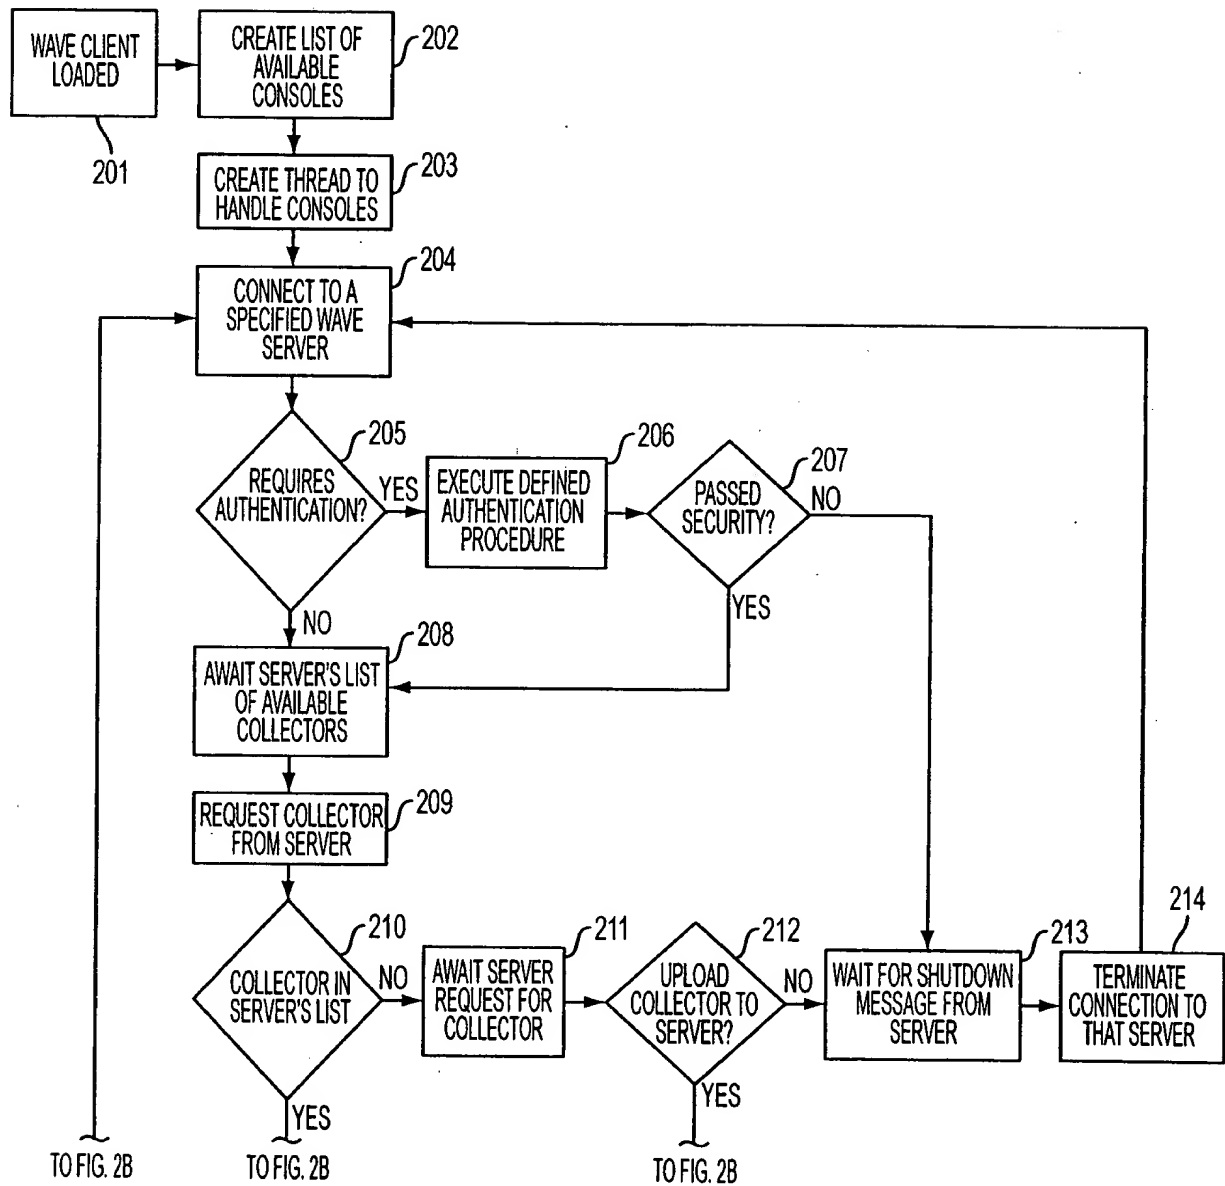 WAVE CLIENT
LOADED
201
CREATE LIST OF
AVAILABLE
CONSOLES
202
CREATE THREAD TO
HANDLE CONSOLES
203
CONNECT TO A
SPECIFIED WAVE
SERVER
204
REQUIRES
AUTHENTICATION?
205
YES
NO
EXECUTE DEFINED
AUTHENTICATION
PROCEDURE
206
PASSED
SECURITY?
207
NO
YES
AWAIT SERVER'S LIST
OF AVAILABLE
COLLECTORS
208
REQUEST COLLECTOR
FROM SERVER
209
COLLECTOR IN
SERVER'S LIST
210
NO
YES
AWAIT SERVER
REQUEST FOR
COLLECTOR
211
UPLOAD
COLLECTOR TO
SERVER?
212
NO
YES
WAIT FOR SHUTDOWN
MESSAGE FROM
SERVER
213
TERMINATE
CONNECTION TO
THAT SERVER
214
TO FIG. 2B
TO FIG. 2B
TO FIG. 2B